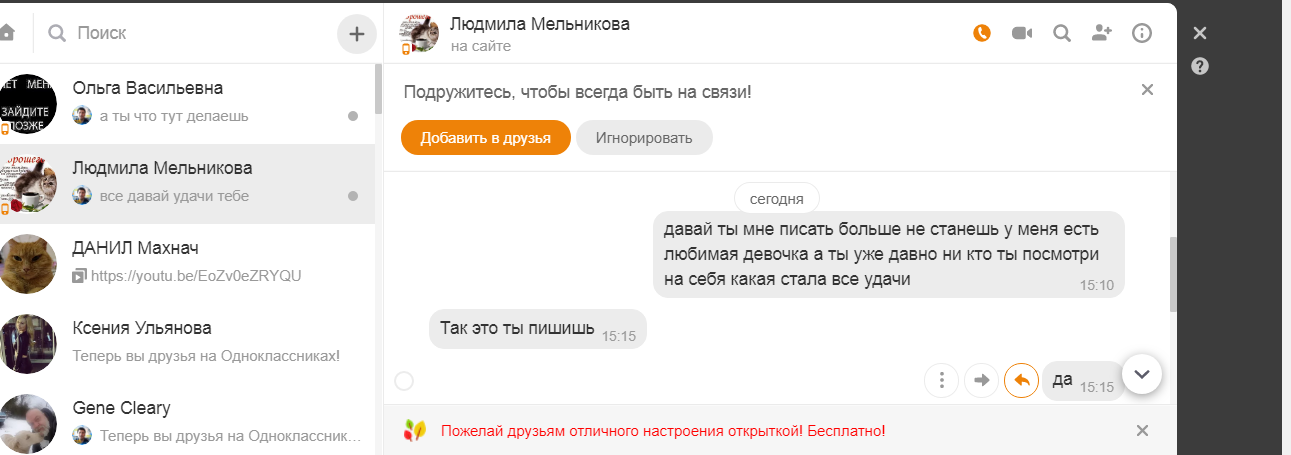 Поиск
Людмила Мельникова
на сайте
Ольга Васильевна
а ты что тут делаешь
Людмила Мельникова
все давай удачи тебе
ДАНИЛ Махнач
https://youtu.be/EoZv0eZRYQU
Ксения Ульянова
Теперь вы друзья на Одноклассниках!
Gene Cleary
Теперь вы друзья на Одноклассник...
МЕН
ЗАЙДИТЕ
ПОЗЖЕ
Подружитесь, чтобы всегда быть на связи!
Добавить в друзья
Игнорировать
сегодня
давай ты мне писать больше не станешь у меня есть
любимая девочка а ты уже давно ни кто ты посмотри
на себя какая стала все удачи
15:10
Так это ты пишишь 15:15
да 15:15
Пожелай друзьям отличного настроения открыткой! Бесплатно!